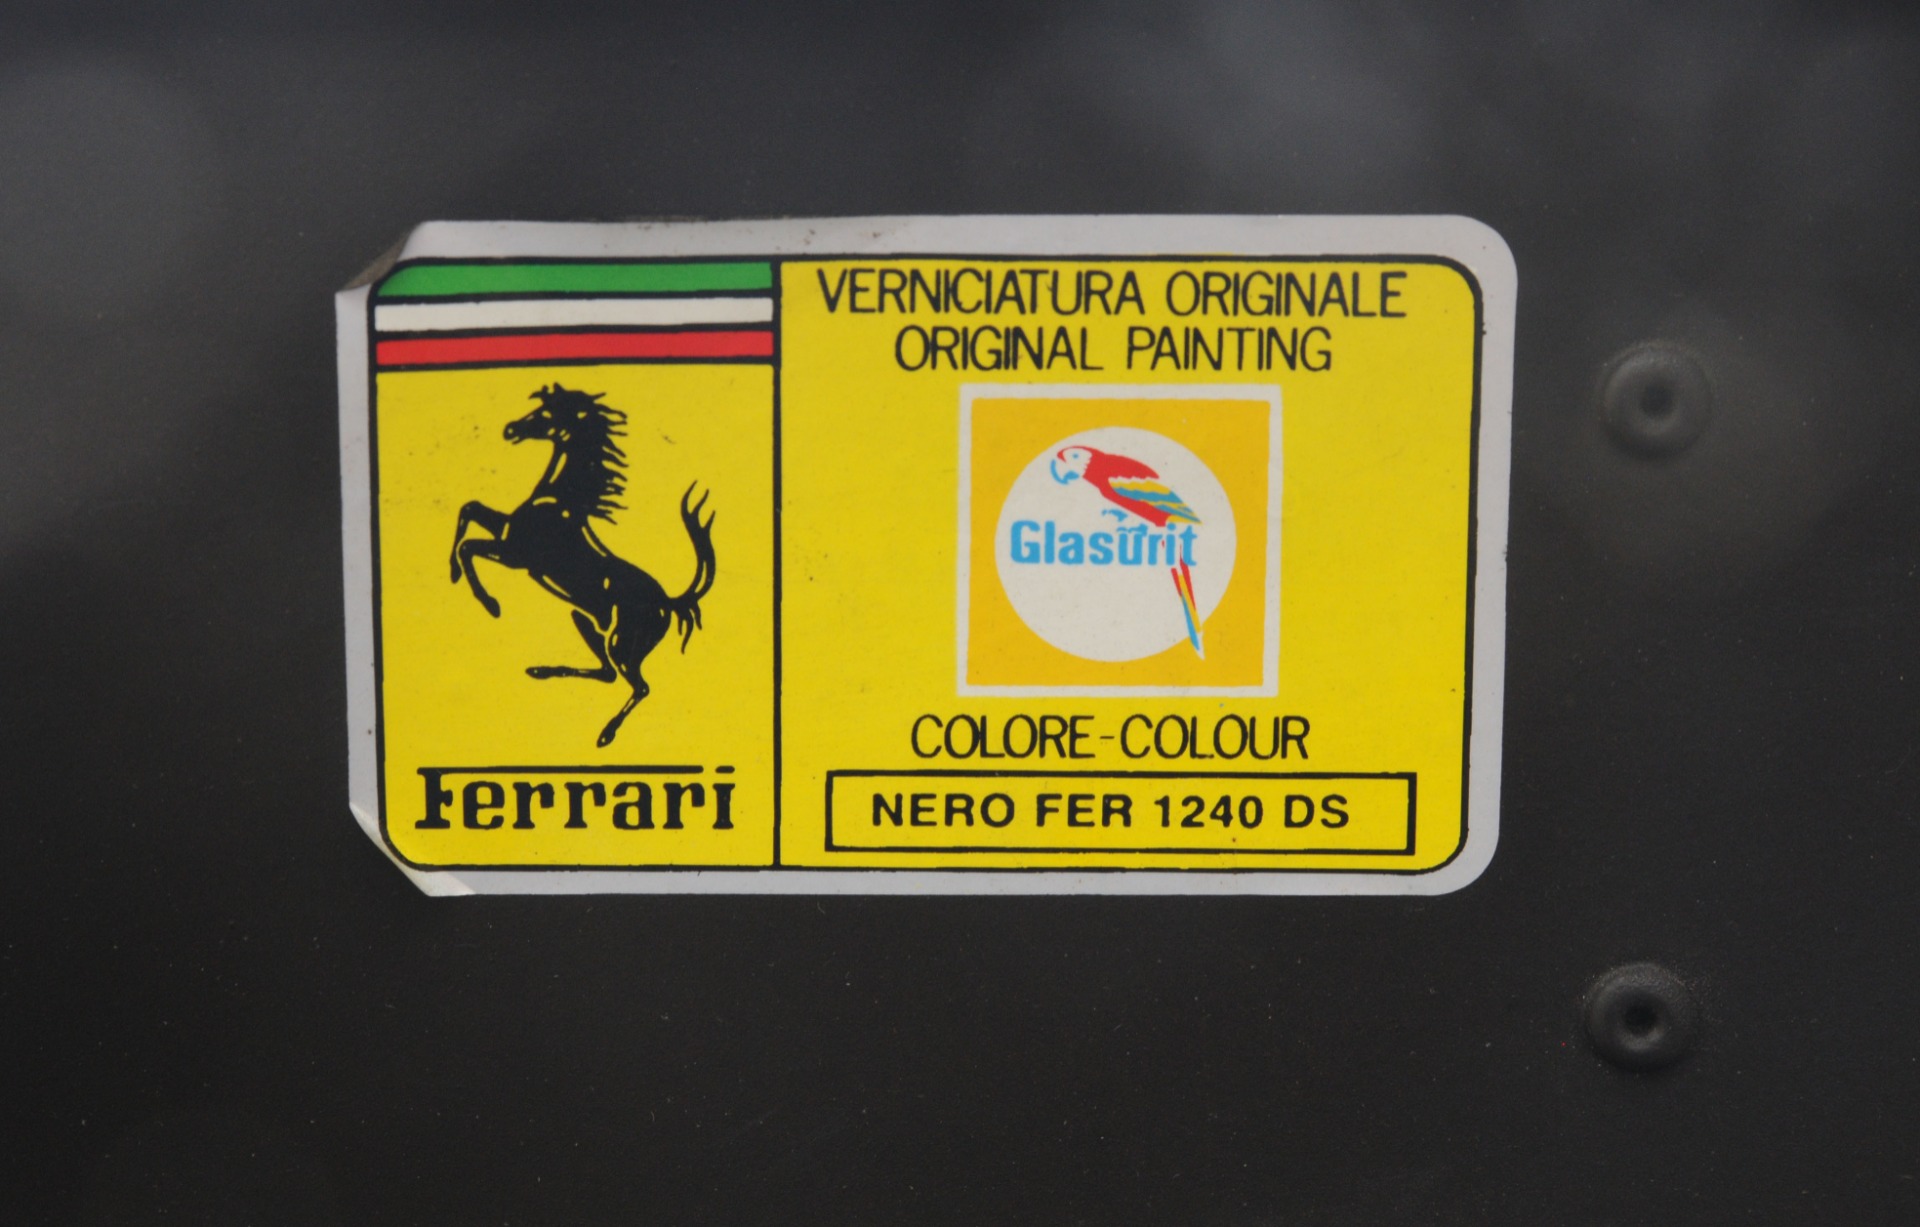 Ferrari
VERNICIATURA ORIGINALE
ORIGINAL PAINTING
Glasurit
COLORE-COLOUR
NERO FER 1240 DS